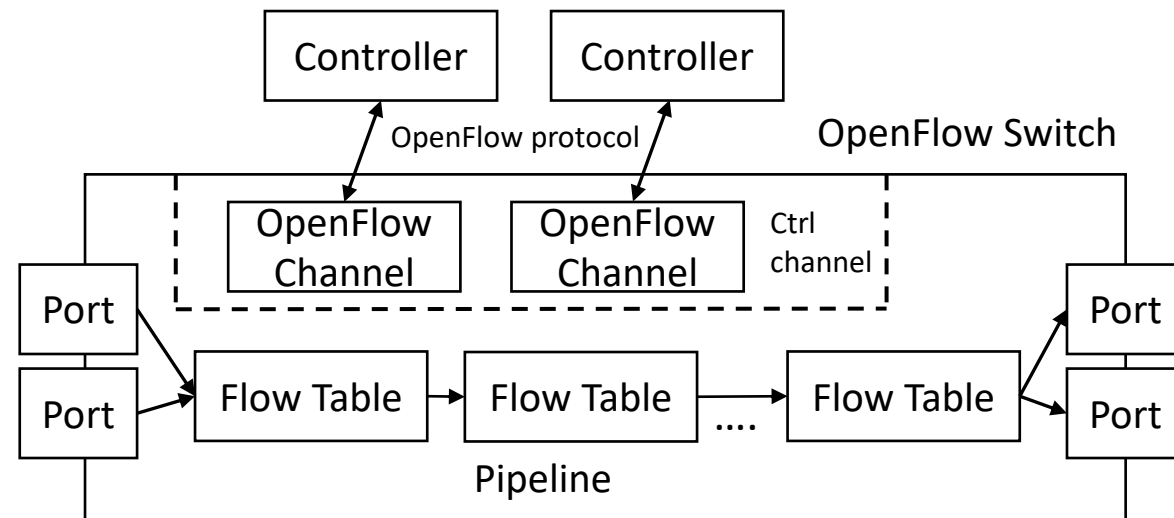 Controller
Controller
OpenFlow protocol
OpenFlow Switch
OpenFlow
Channel
OpenFlow
Channel
Ctrl
channel
Port
Port
Port
Port
Flow Table
Flow Table
....
Flow Table
Pipeline